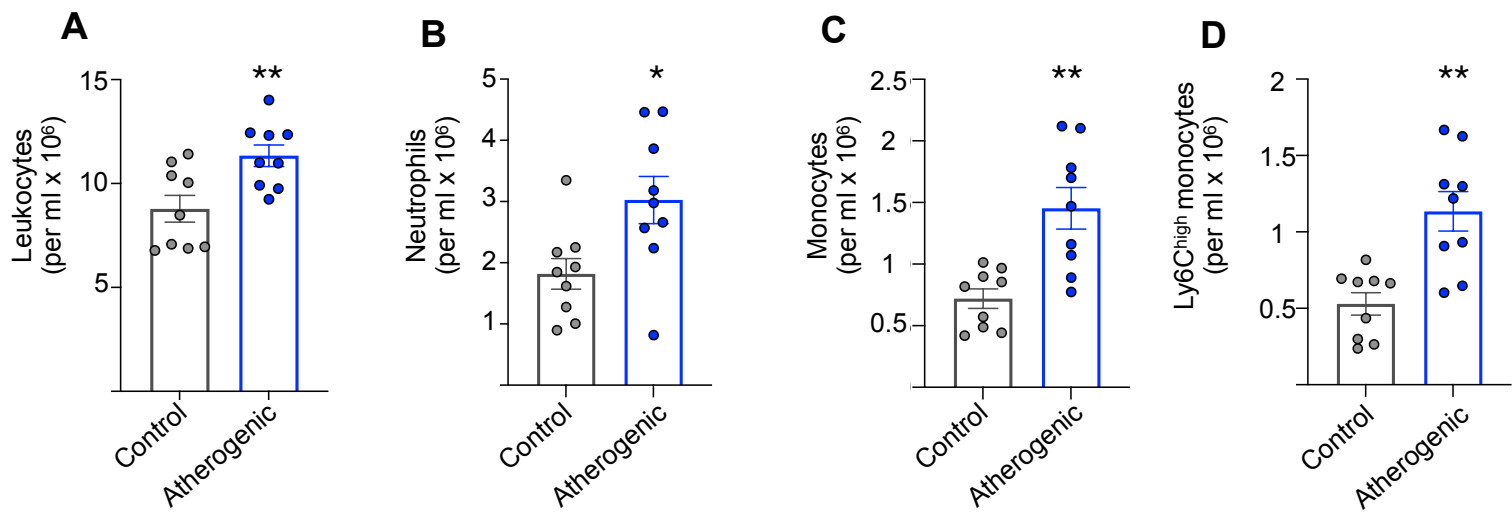 A
Leukocytes
(per ml x 10⁶)
15
10
5
**
Control
Atherogenic
B
Neutrophils
(per ml x 10⁶)
5
4
3
2
1
*
Control
Atherogenic
C
Monocytes
(per ml x 10⁶)
2.5
2
1.5
1
0.5
**
Control
Atherogenic
D
Ly6Cʰⁱᵍʰ monocytes
(per ml x 10⁶)
2
1.5
1
0.5
**
Control
Atherogenic